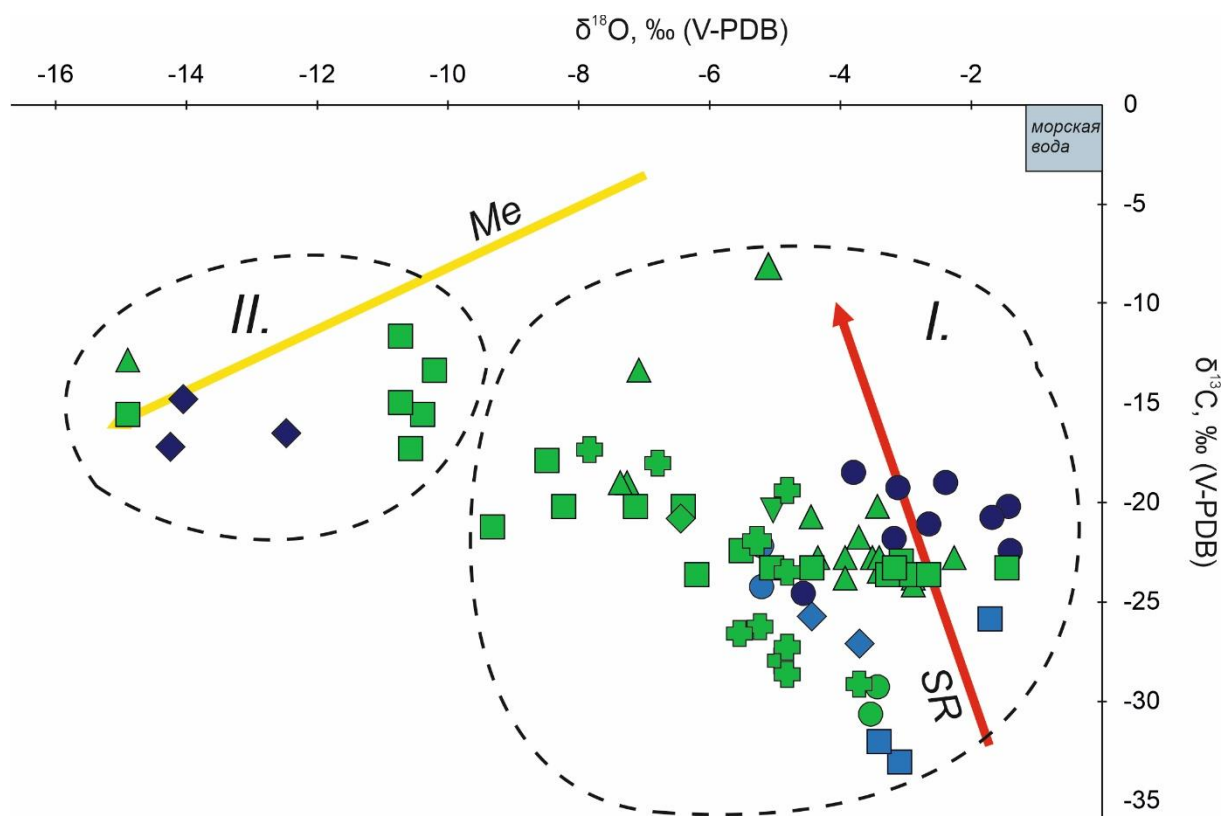 δ¹⁸O, ‰ (V-PDB)
-16 -14 -12 -10 -8 -6 -4 -2
0
морская
вода
-5
Me
-10
II.
I.
-15
δ¹³C, ‰ (V-PDB)
-20
-25
SR
-30
-35